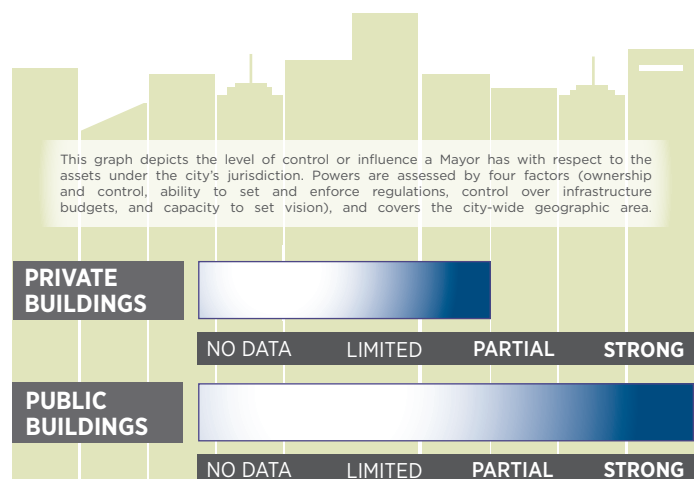 This graph depicts the level of control or influence a Mayor has with respect to the
assets under the city's jurisdiction. Powers are assessed by four factors (ownership
and control, ability to set and enforce regulations, control over infrastructure
budgets, and capacity to set vision), and covers the city-wide geographic area.
PRIVATE
BUILDINGS
NO DATA LIMITED PARTIAL STRONG
PUBLIC
BUILDINGS
NO DATA LIMITED PARTIAL STRONG